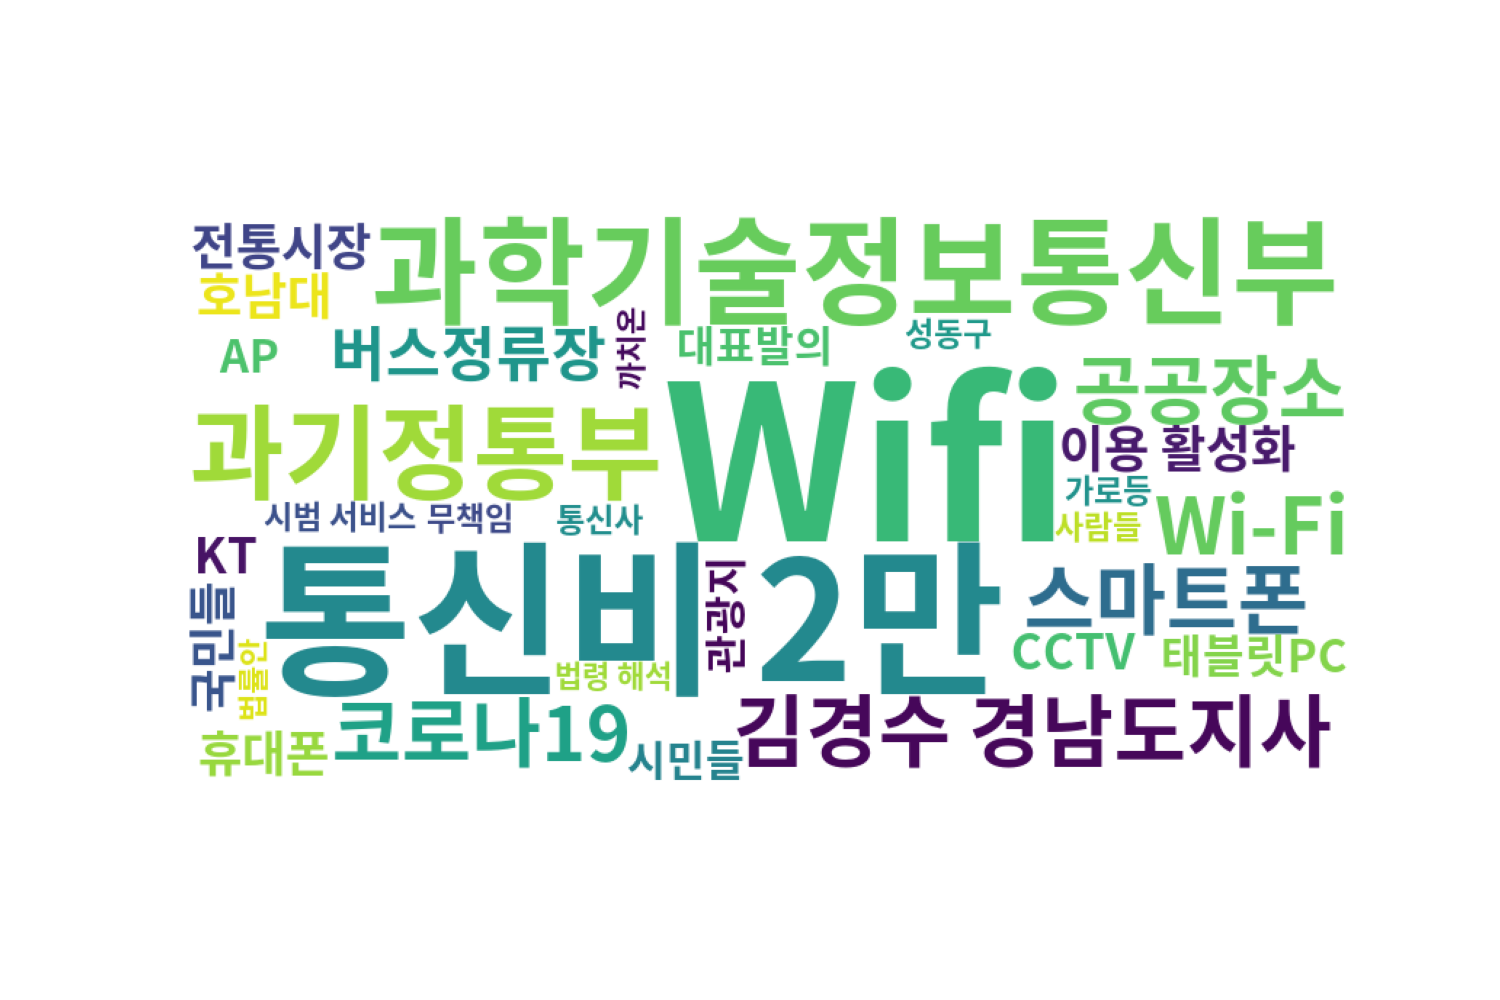 전통시장
과학기술정보통신부
호남대
AP
버스정류장
까치온
대표발의
성동구
과기정통부
Wifi
공공장소
이용 활성화
가로등
사람들
Wi-Fi
시범 서비스 무책임
통신사
KT
통신비 2만
관광지
스마트폰
국민들
법률안
법령 해석
CCTV
태블릿PC
휴대폰
코로나19
시민들
김경수 경남도지사